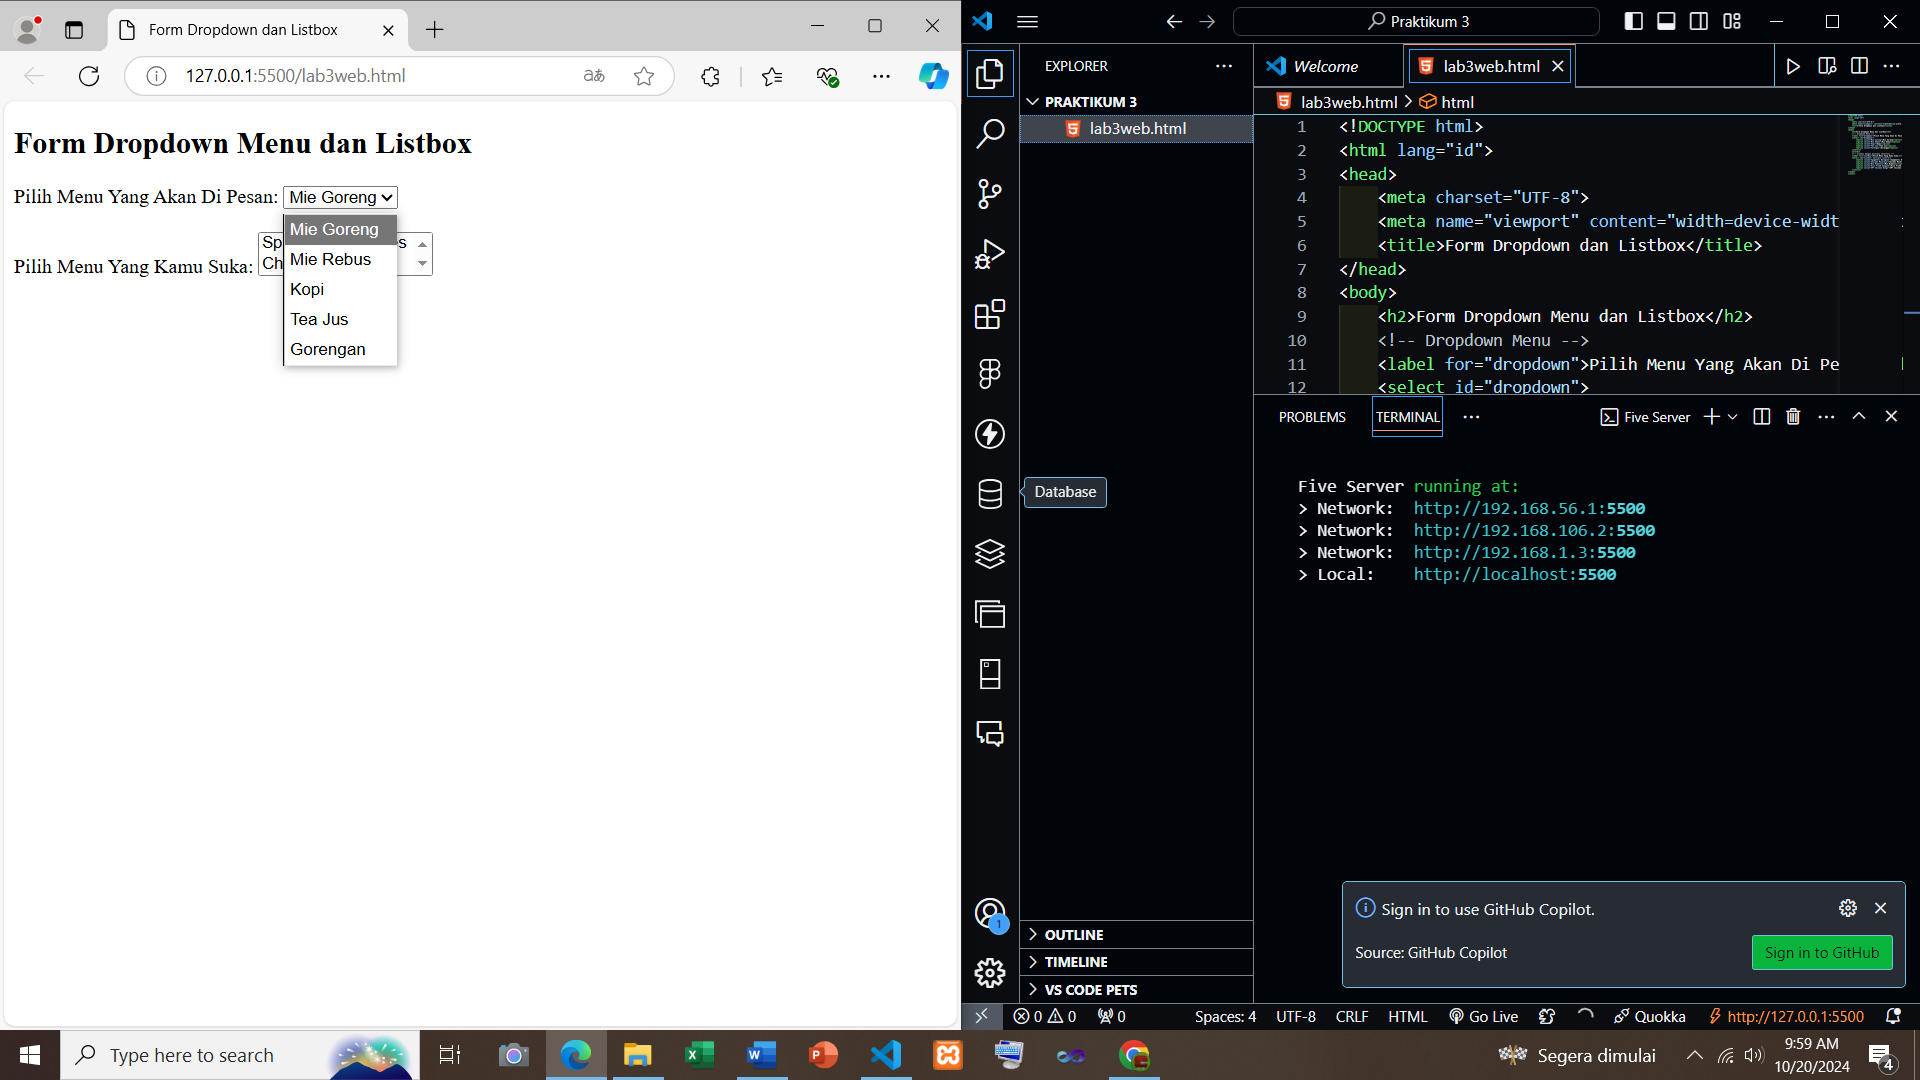 Form Dropdown dan Listbox
127.0.0.1:5500/lab3web.html
Form Dropdown Menu dan Listbox
Pilih Menu Yang Akan Di Pesan: Mie Goreng
Mie Goreng
Mie Rebus
Kopi
Tea Jus
Gorengan
Pilih Menu Yang Kamu Suka:
Sp
s
Ch
Praktikum 3
EXPLORER
PRAKTIKUM 3
lab3web.html
Database
OUTLINE
TIMELINE
VS CODE PETS
Welcome
lab3web.html
lab3web.html > html
1 <!DOCTYPE html>
2 <html lang="id">
3 <head>
4 <meta charset="UTF-8">
5 <meta name="viewport" content="width=device-widt
6 <title>Form Dropdown dan Listbox</title>
7 </head>
8 <body>
9 <h2>Form Dropdown Menu dan Listbox</h2>
10 <!-- Dropdown Menu -->
11 <label for="dropdown">Pilih Menu Yang Akan Di Pe
12 <select id="dropdown">
PROBLEMS TERMINAL Five Server
Five Server running at:
> Network: http://192.168.56.1:5500
> Network: http://192.168.106.2:5500
> Network: http://192.168.1.3:5500
> Local: http://localhost:5500
Sign in to use GitHub Copilot.
Source: GitHub Copilot
Sign in to GitHub
1
0 0 0 Spaces: 4 UTF-8 CRLF HTML Go Live Quokka http://127.0.0.1:5500
Type here to search
Segera dimulai
9:59 AM
10/20/2024
4